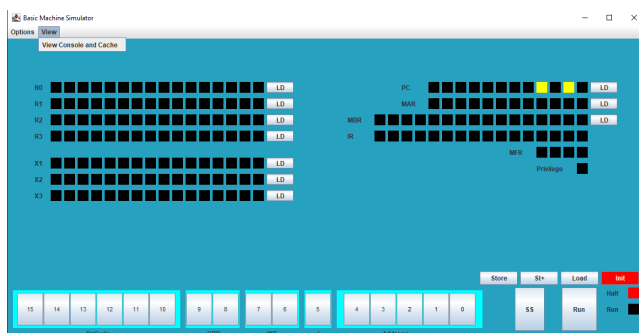 Basic Machine Simulator
Options View
View Console and Cache
R0 LD PC LD
R1 LD MAR LD
R2 LD MBR LD
R3 LD IR
MFR
X1 LD Privilege
X2 LD
X3 LD
Store St+ Load Init
Halt
15 14 13 12 11 10 9 8 7 6 5 4 3 2 1 0 SS Run Run